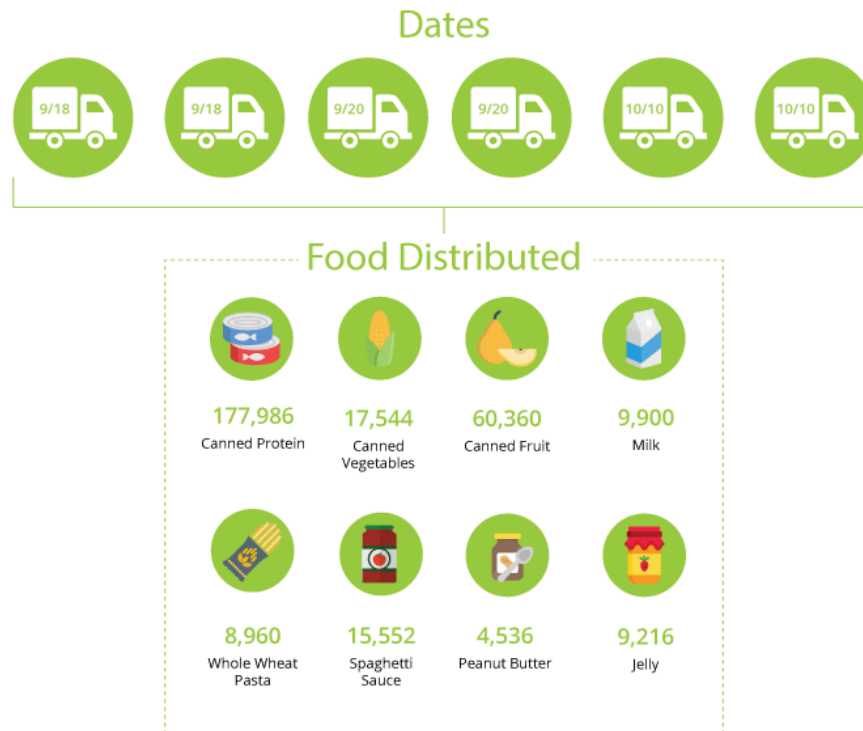 Dates
9/18 9/18 9/20 9/20 10/10 10/10
Food Distributed
177,986 17,544 60,360 9,900
Canned Protein Canned Canned Fruit Milk
Vegetables
8,960 15,552 4,536 9,216
Whole Wheat Spaghetti Peanut Butter Jelly
Pasta Sauce